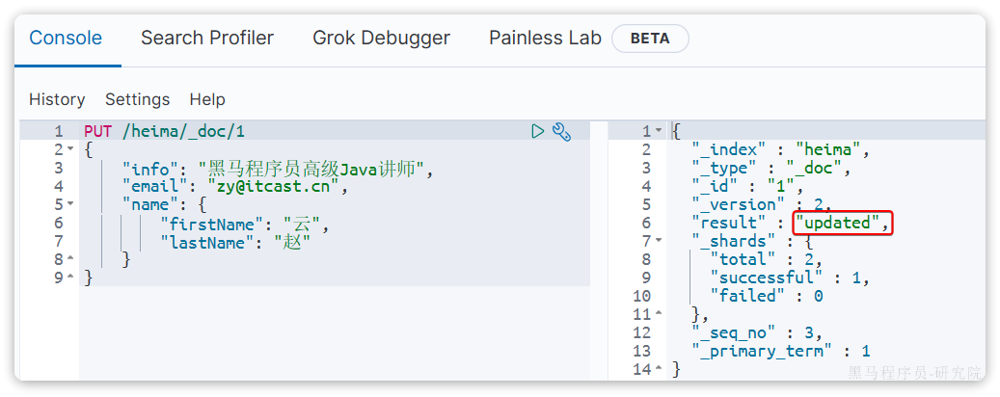 Console Search Profiler Grok Debugger Painless Lab BETA
History Settings Help
1 PUT /heima/_doc/1
2 {
3 "info": "黑马程序员高级Java讲师",
4 "email": "zy@itcast.cn",
5 "name": {
6 "firstName": "云",
7 "lastName": "赵"
8 }
9 }
1 {
2 "_index" : "heima",
3 "_type" : "_doc",
4 "_id" : "1",
5 "_version" : 2,
6 "result" : "updated",
7 "_shards" : {
8 "total" : 2,
9 "successful" : 1,
10 "failed" : 0
11 },
12 "_seq_no" : 3,
13 "_primary_term" : 1
14 }
黑马程序员-研究院